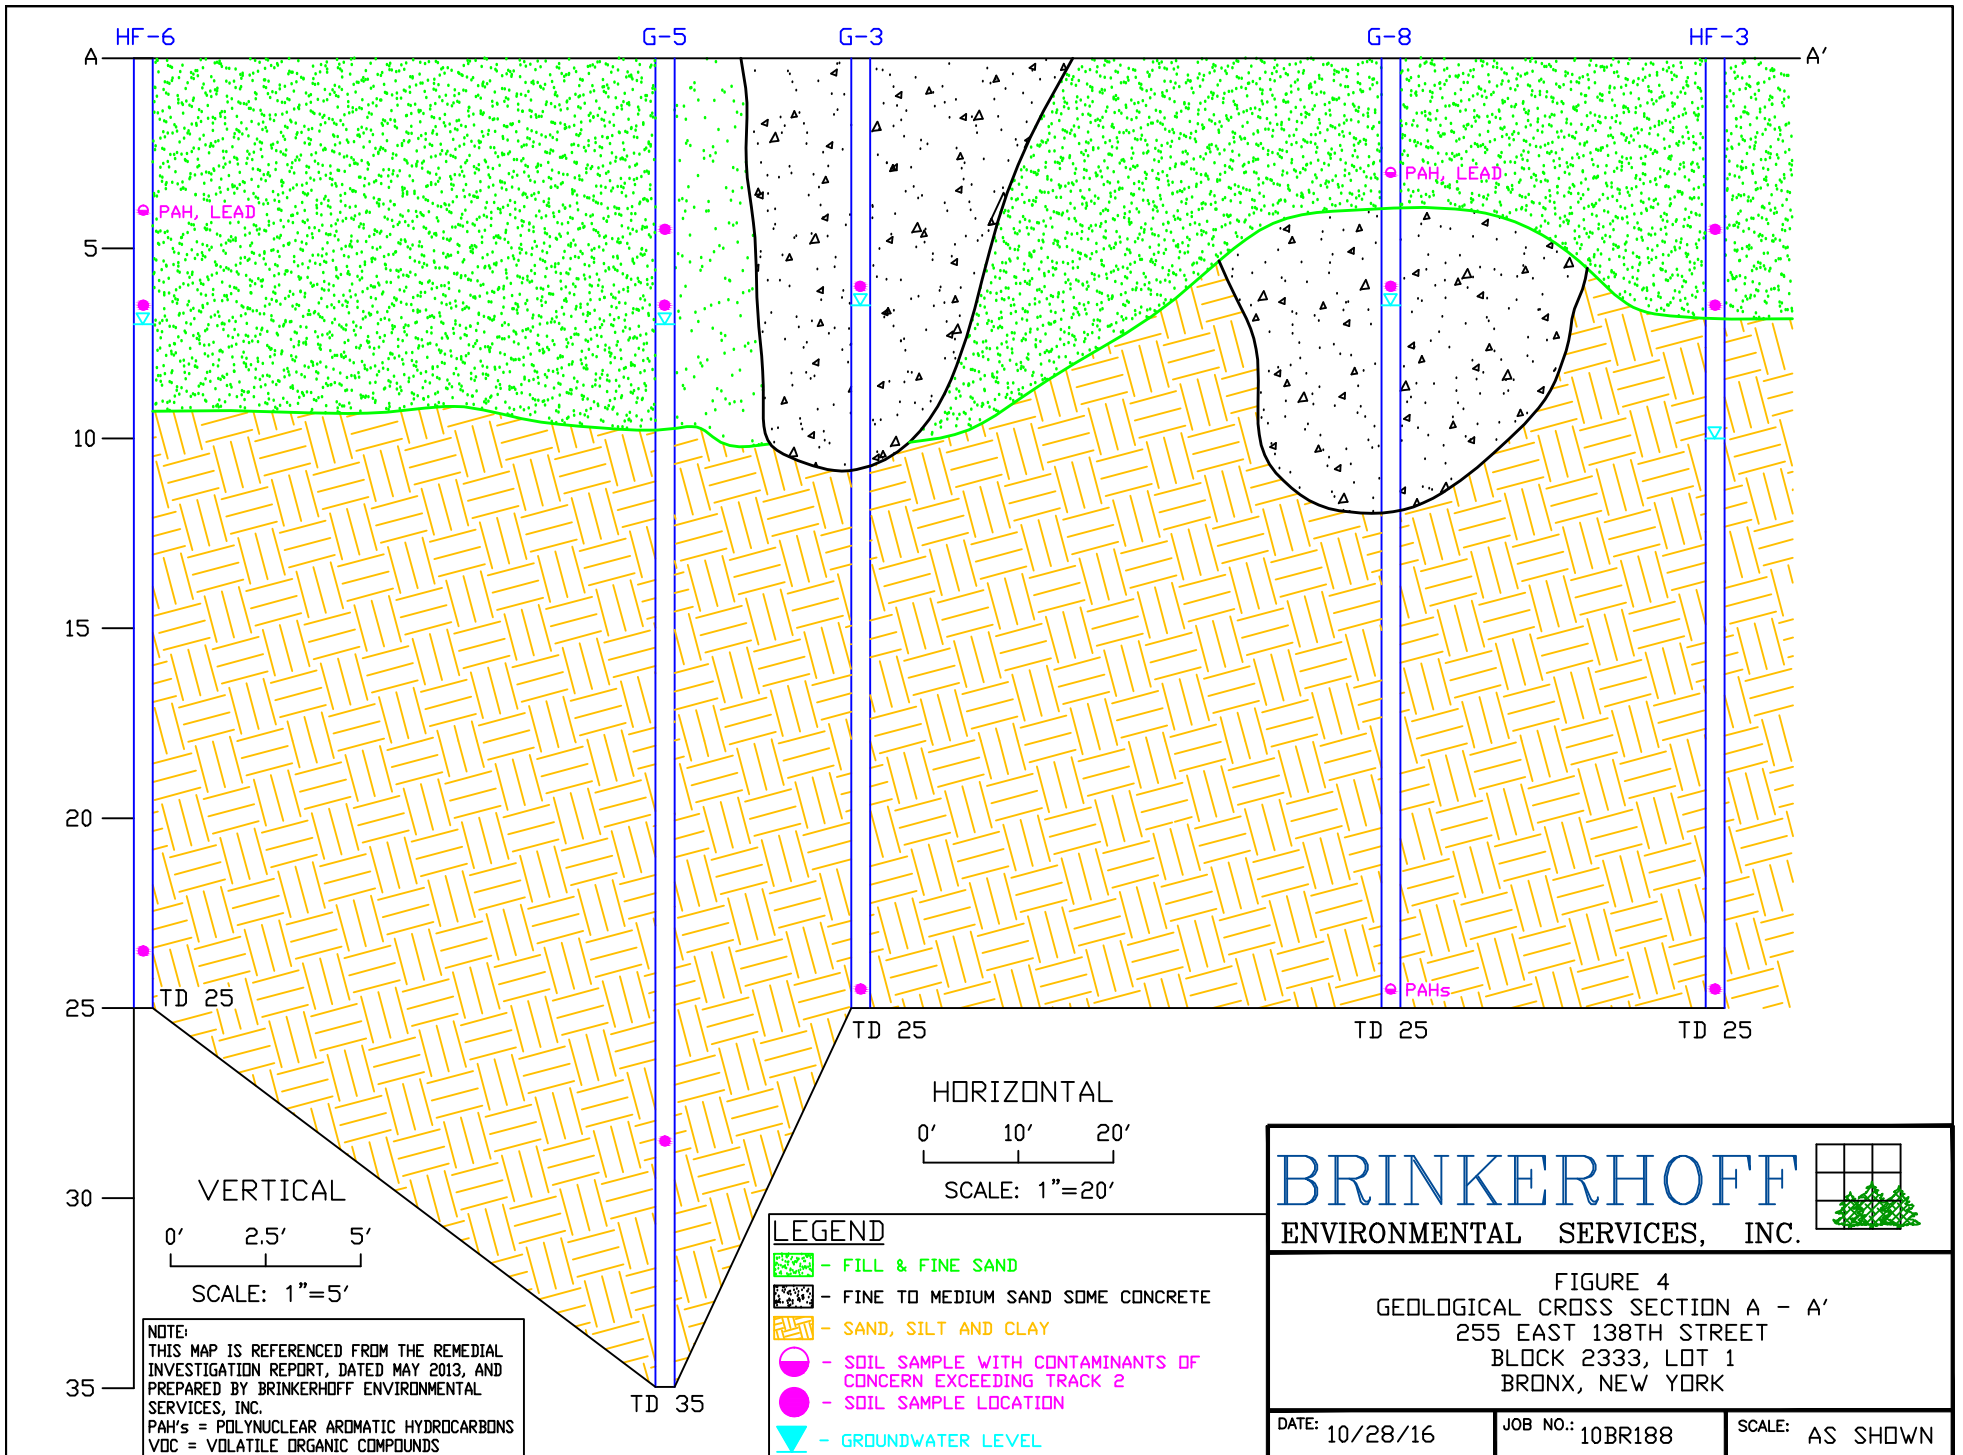 HF-6 G-5 G-3 G-8 HF-3
A A'
PAH, LEAD
PAH, LEAD
5
10
15
20
25
30
35
PAHs
TD 25
TD 25
TD 25
TD 25
TD 35
HORIZONTAL
0' 10' 20'
SCALE: 1"=20'
VERTICAL
0' 2.5' 5'
SCALE: 1"=5'
NOTE:
THIS MAP IS REFERENCED FROM THE REMEDIAL
INVESTIGATION REPORT, DATED MAY 2013, AND
PREPARED BY BRINKERHOFF ENVIRONMENTAL
SERVICES, INC.
PAH's = POLYNUCLEAR AROMATIC HYDROCARBONS
VOC = VOLATILE ORGANIC COMPOUNDS
LEGEND
- FILL & FINE SAND
- FINE TO MEDIUM SAND SOME CONCRETE
- SAND, SILT AND CLAY
- SOIL SAMPLE WITH CONTAMINANTS OF
CONCERN EXCEEDING TRACK 2
- SOIL SAMPLE LOCATION
- GROUNDWATER LEVEL
BRINKERHOFF
ENVIRONMENTAL SERVICES, INC.
FIGURE 4
GEOLOGICAL CROSS SECTION A - A'
255 EAST 138TH STREET
BLOCK 2333, LOT 1
BRONX, NEW YORK
DATE: 10/28/16
JOB NO.: 10BR188
SCALE: AS SHOWN